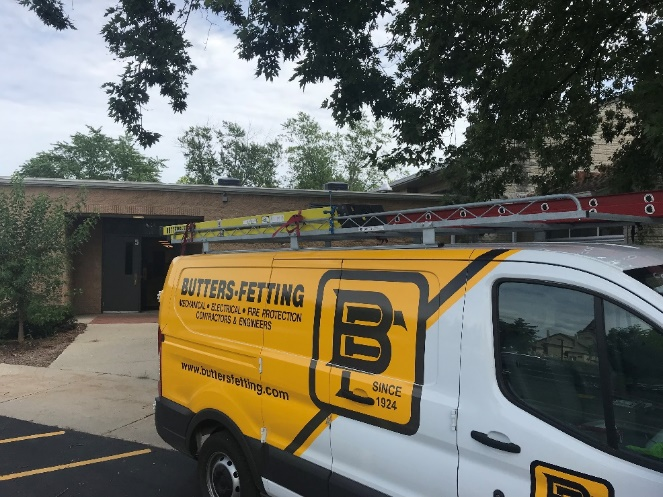 BUTTERS-FETTING
MECHANICAL • ELECTRICAL • FIRE PROTECTION
CONTRACTORS & ENGINEERS
www.buttersfetting.com
BF
SINCE
1924